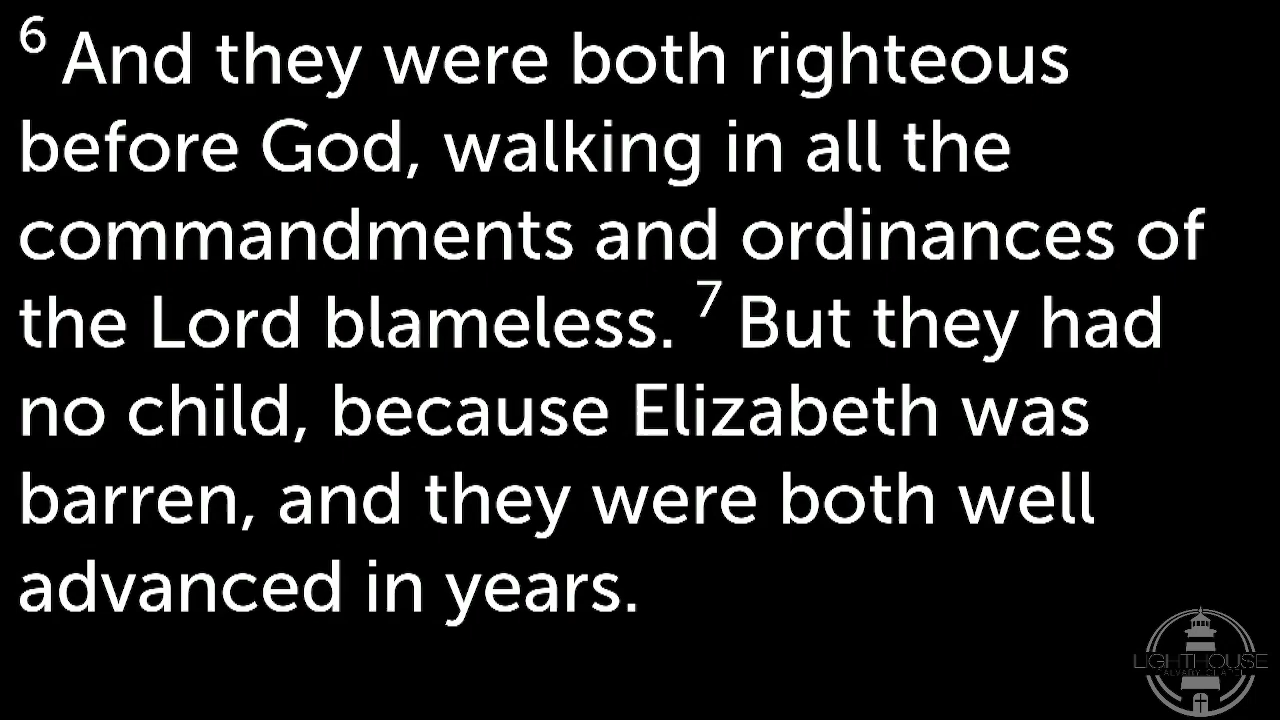 6 And they were both righteous
before God, walking in all the
commandments and ordinances of
the Lord blameless. 7 But they had
no child, because Elizabeth was
barren, and they were both well
advanced in years.
LIGHTHOUSE